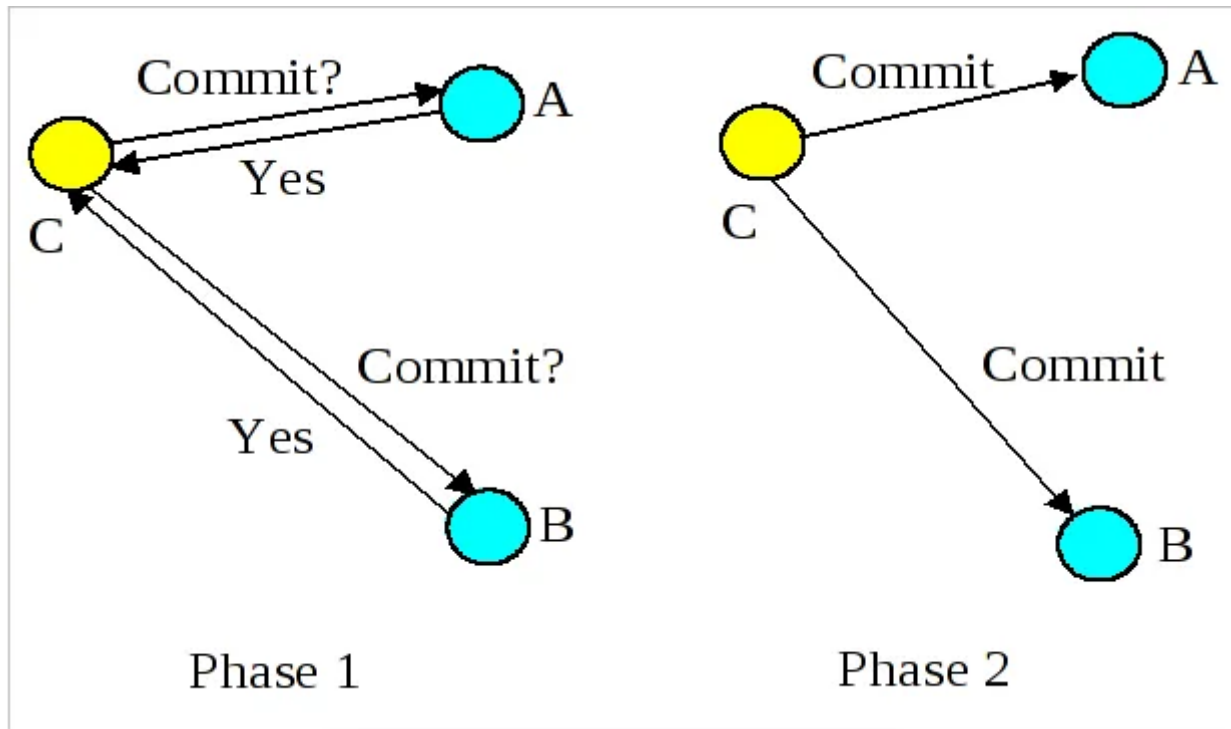 Commit?
A
Yes
C
Commit?
Yes
B
Phase 1
Commit
A
C
Commit
B
Phase 2